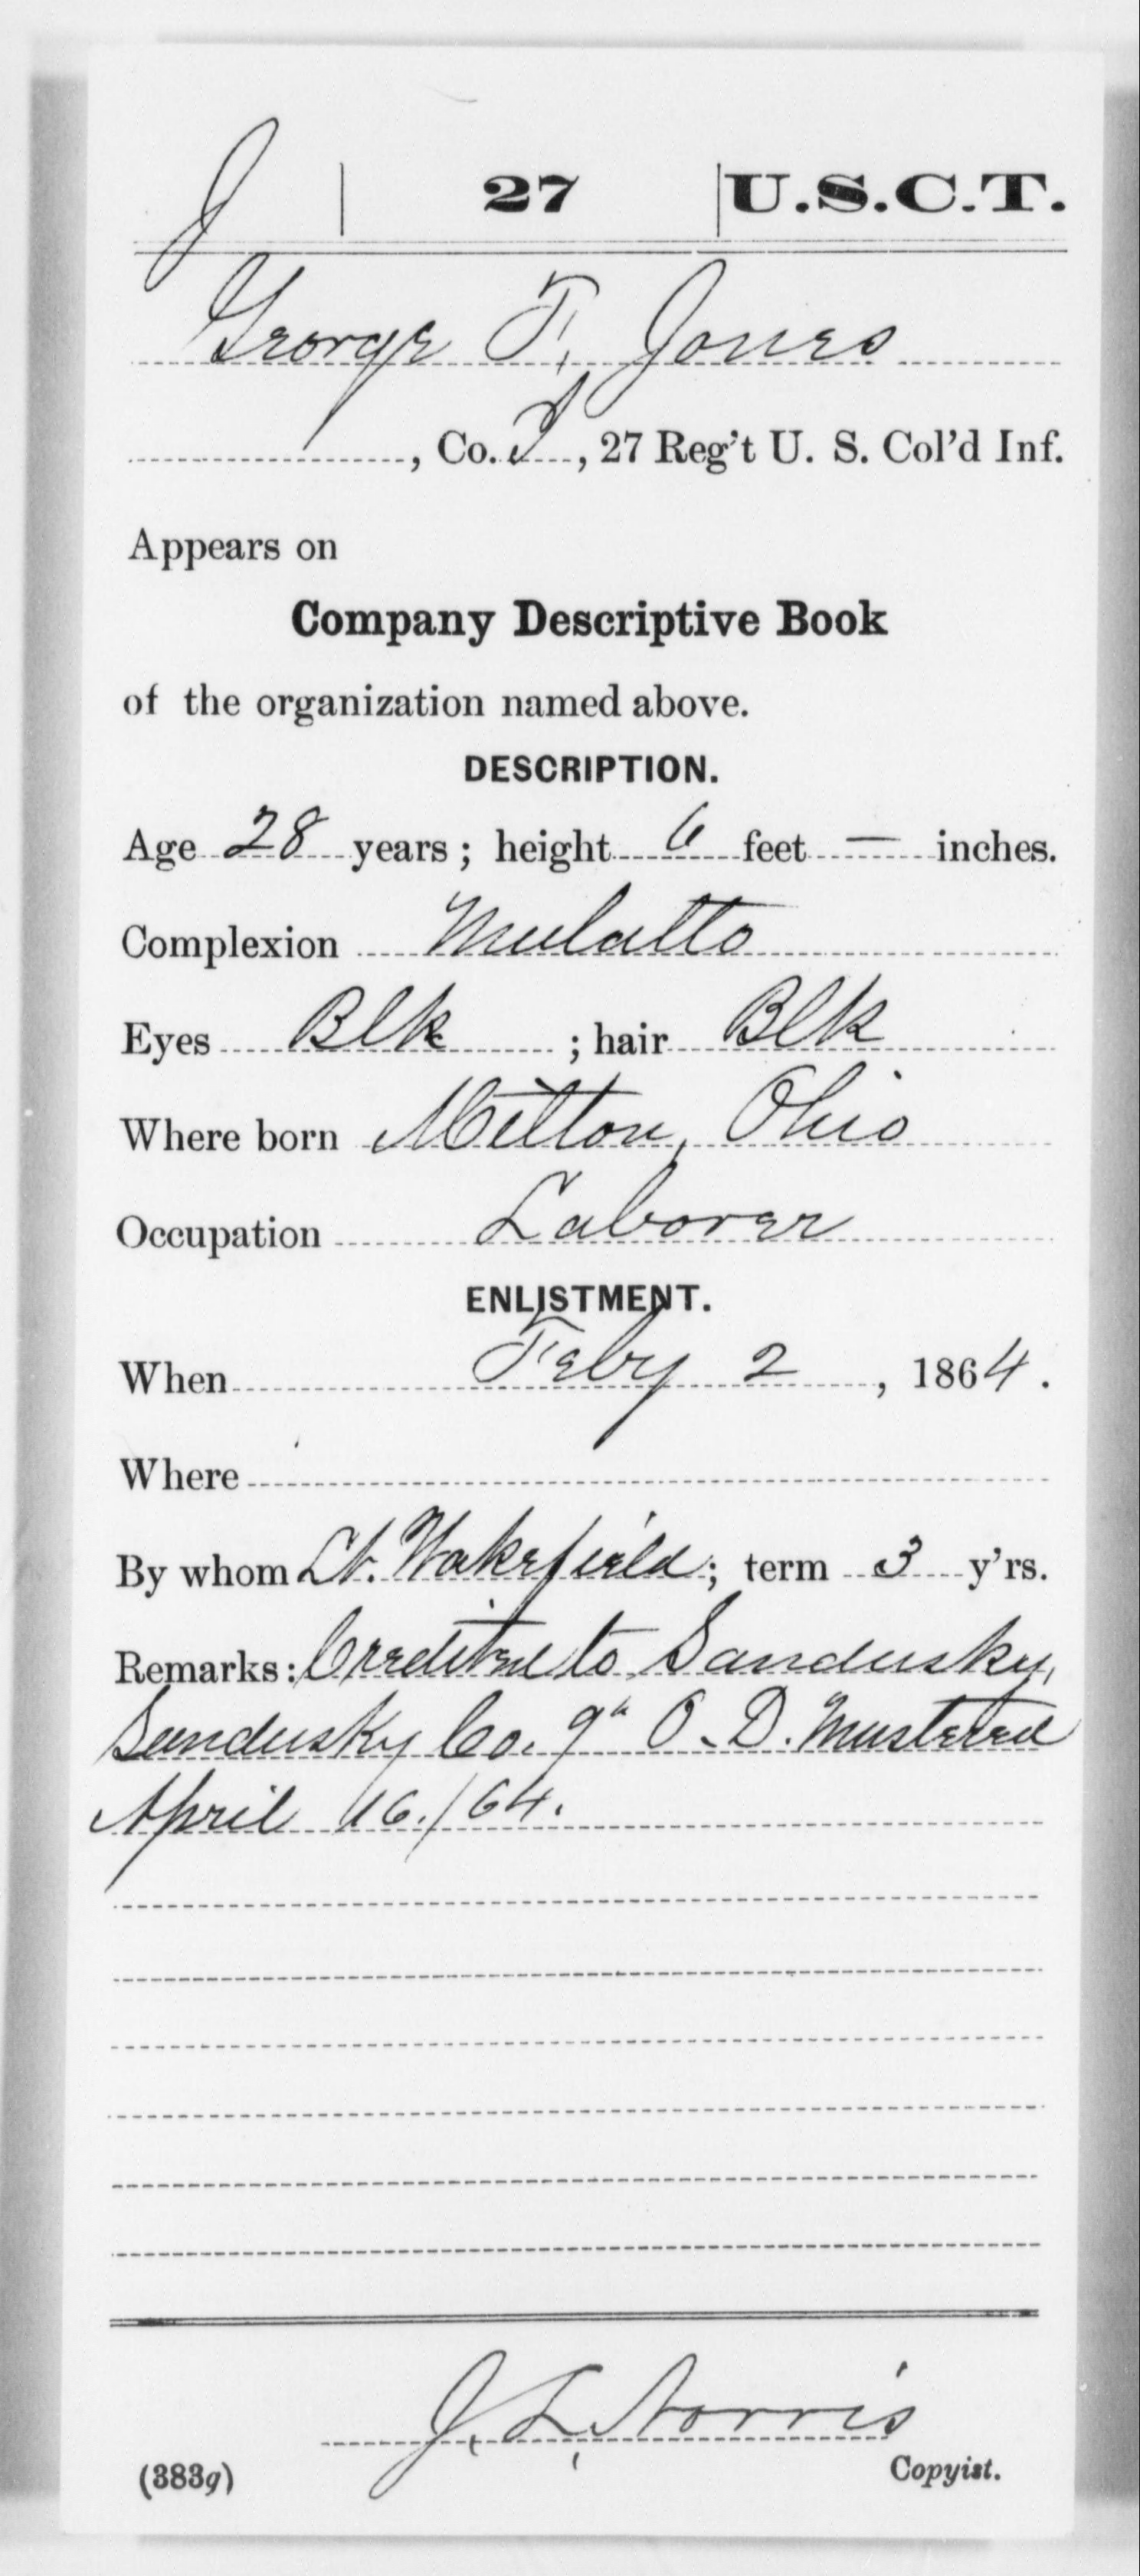 J | 27 | U.S.C.T.
George F. Jones
, Co. I, 27 Reg't U. S. Col'd Inf.
Appears on
Company Descriptive Book
of the organization named above.
DESCRIPTION.
Age 28 years; height 6 feet — inches.
Complexion Mulatto
Eyes Blk; hair Blk
Where born Milton, Ohio
Occupation Laborer
ENLISTMENT.
When Feby 2, 1864.
Where
By whom Lt. Wakefield; term 3 y'rs.
Remarks: Credited to Sandusky,
Sandusky Co. 9" O. D. Mustered
April 16./64.
J. L. Norris
(383g) Copyist.